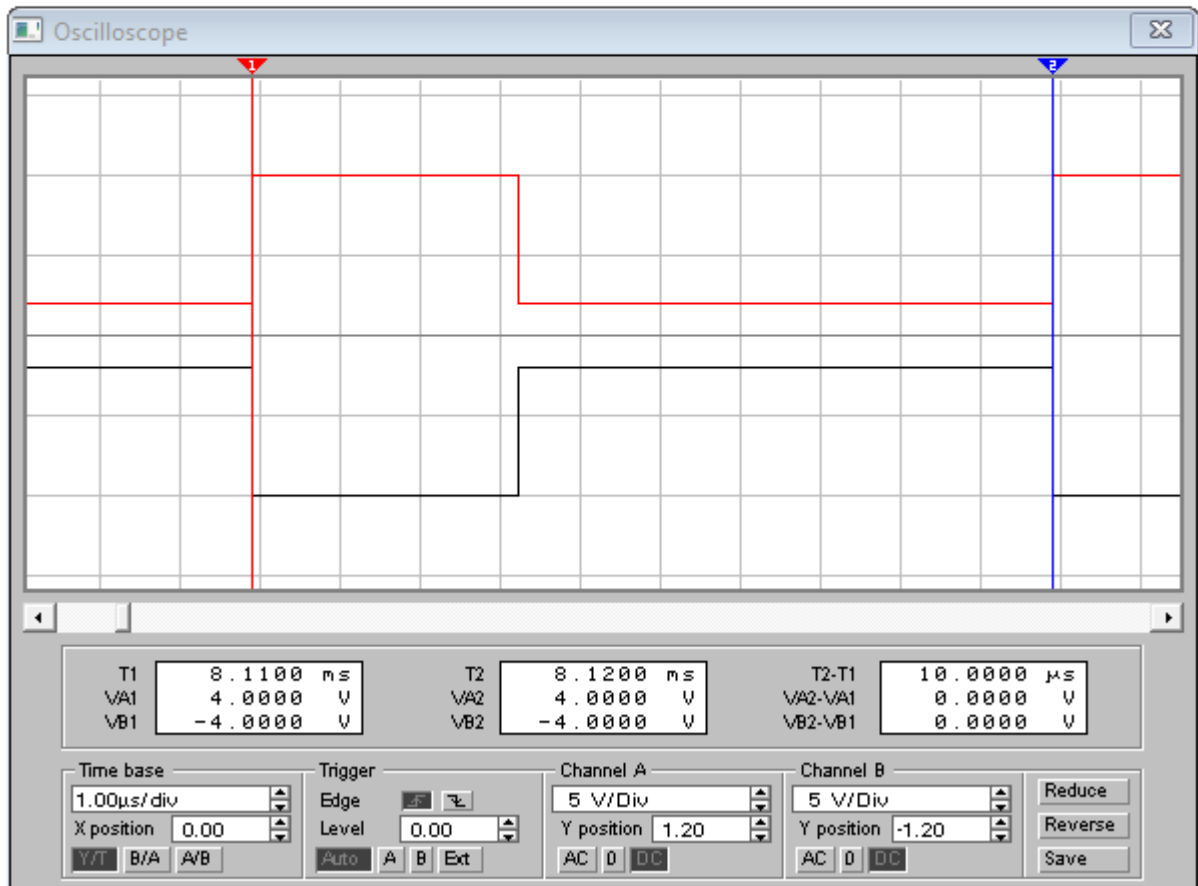 Oscilloscope
1 2
T1 8.1100 ms T2 8.1200 ms T2-T1 10.0000 µs
VA1 4.0000 V VA2 4.0000 V VA2-VA1 0.0000 V
VB1 -4.0000 V VB2 -4.0000 V VB2-VB1 0.0000 V
Time base Trigger Channel A Channel B
1.00µs/div Edge 5 V/Div 5 V/Div Reduce
X position 0.00 Level 0.00 Y position 1.20 Y position -1.20 Reverse
Y/T B/A A/B Auto A B Ext AC 0 DC AC 0 DC Save